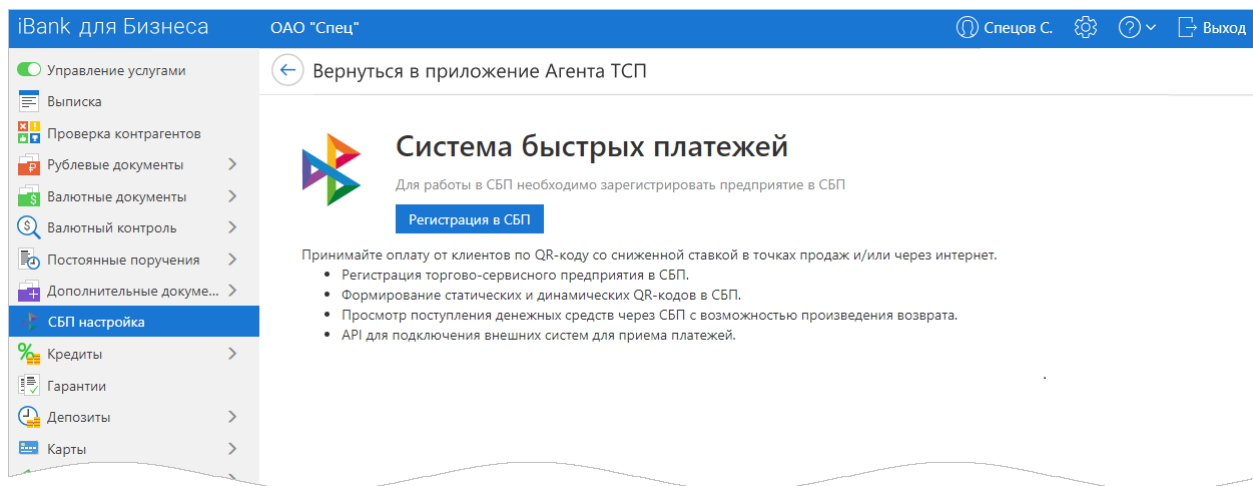 iBank для Бизнеса
ОАО "Спец"
Спецов С.
Выход
Управление услугами
Выписка
Проверка контрагентов
Рублевые документы
Валютные документы
Валютный контроль
Постоянные поручения
Дополнительные докуме...
СБП настройка
Кредиты
Гарантии
Депозиты
Карты
Вернуться в приложение Агента ТСП
Система быстрых платежей
Для работы в СБП необходимо зарегистрировать предприятие в СБП
Регистрация в СБП
Принимайте оплату от клиентов по QR-коду со сниженной ставкой в точках продаж и/или через интернет.
• Регистрация торгово-сервисного предприятия в СБП.
• Формирование статических и динамических QR-кодов в СБП.
• Просмотр поступления денежных средств через СБП с возможностью произведения возврата.
• API для подключения внешних систем для приема платежей.